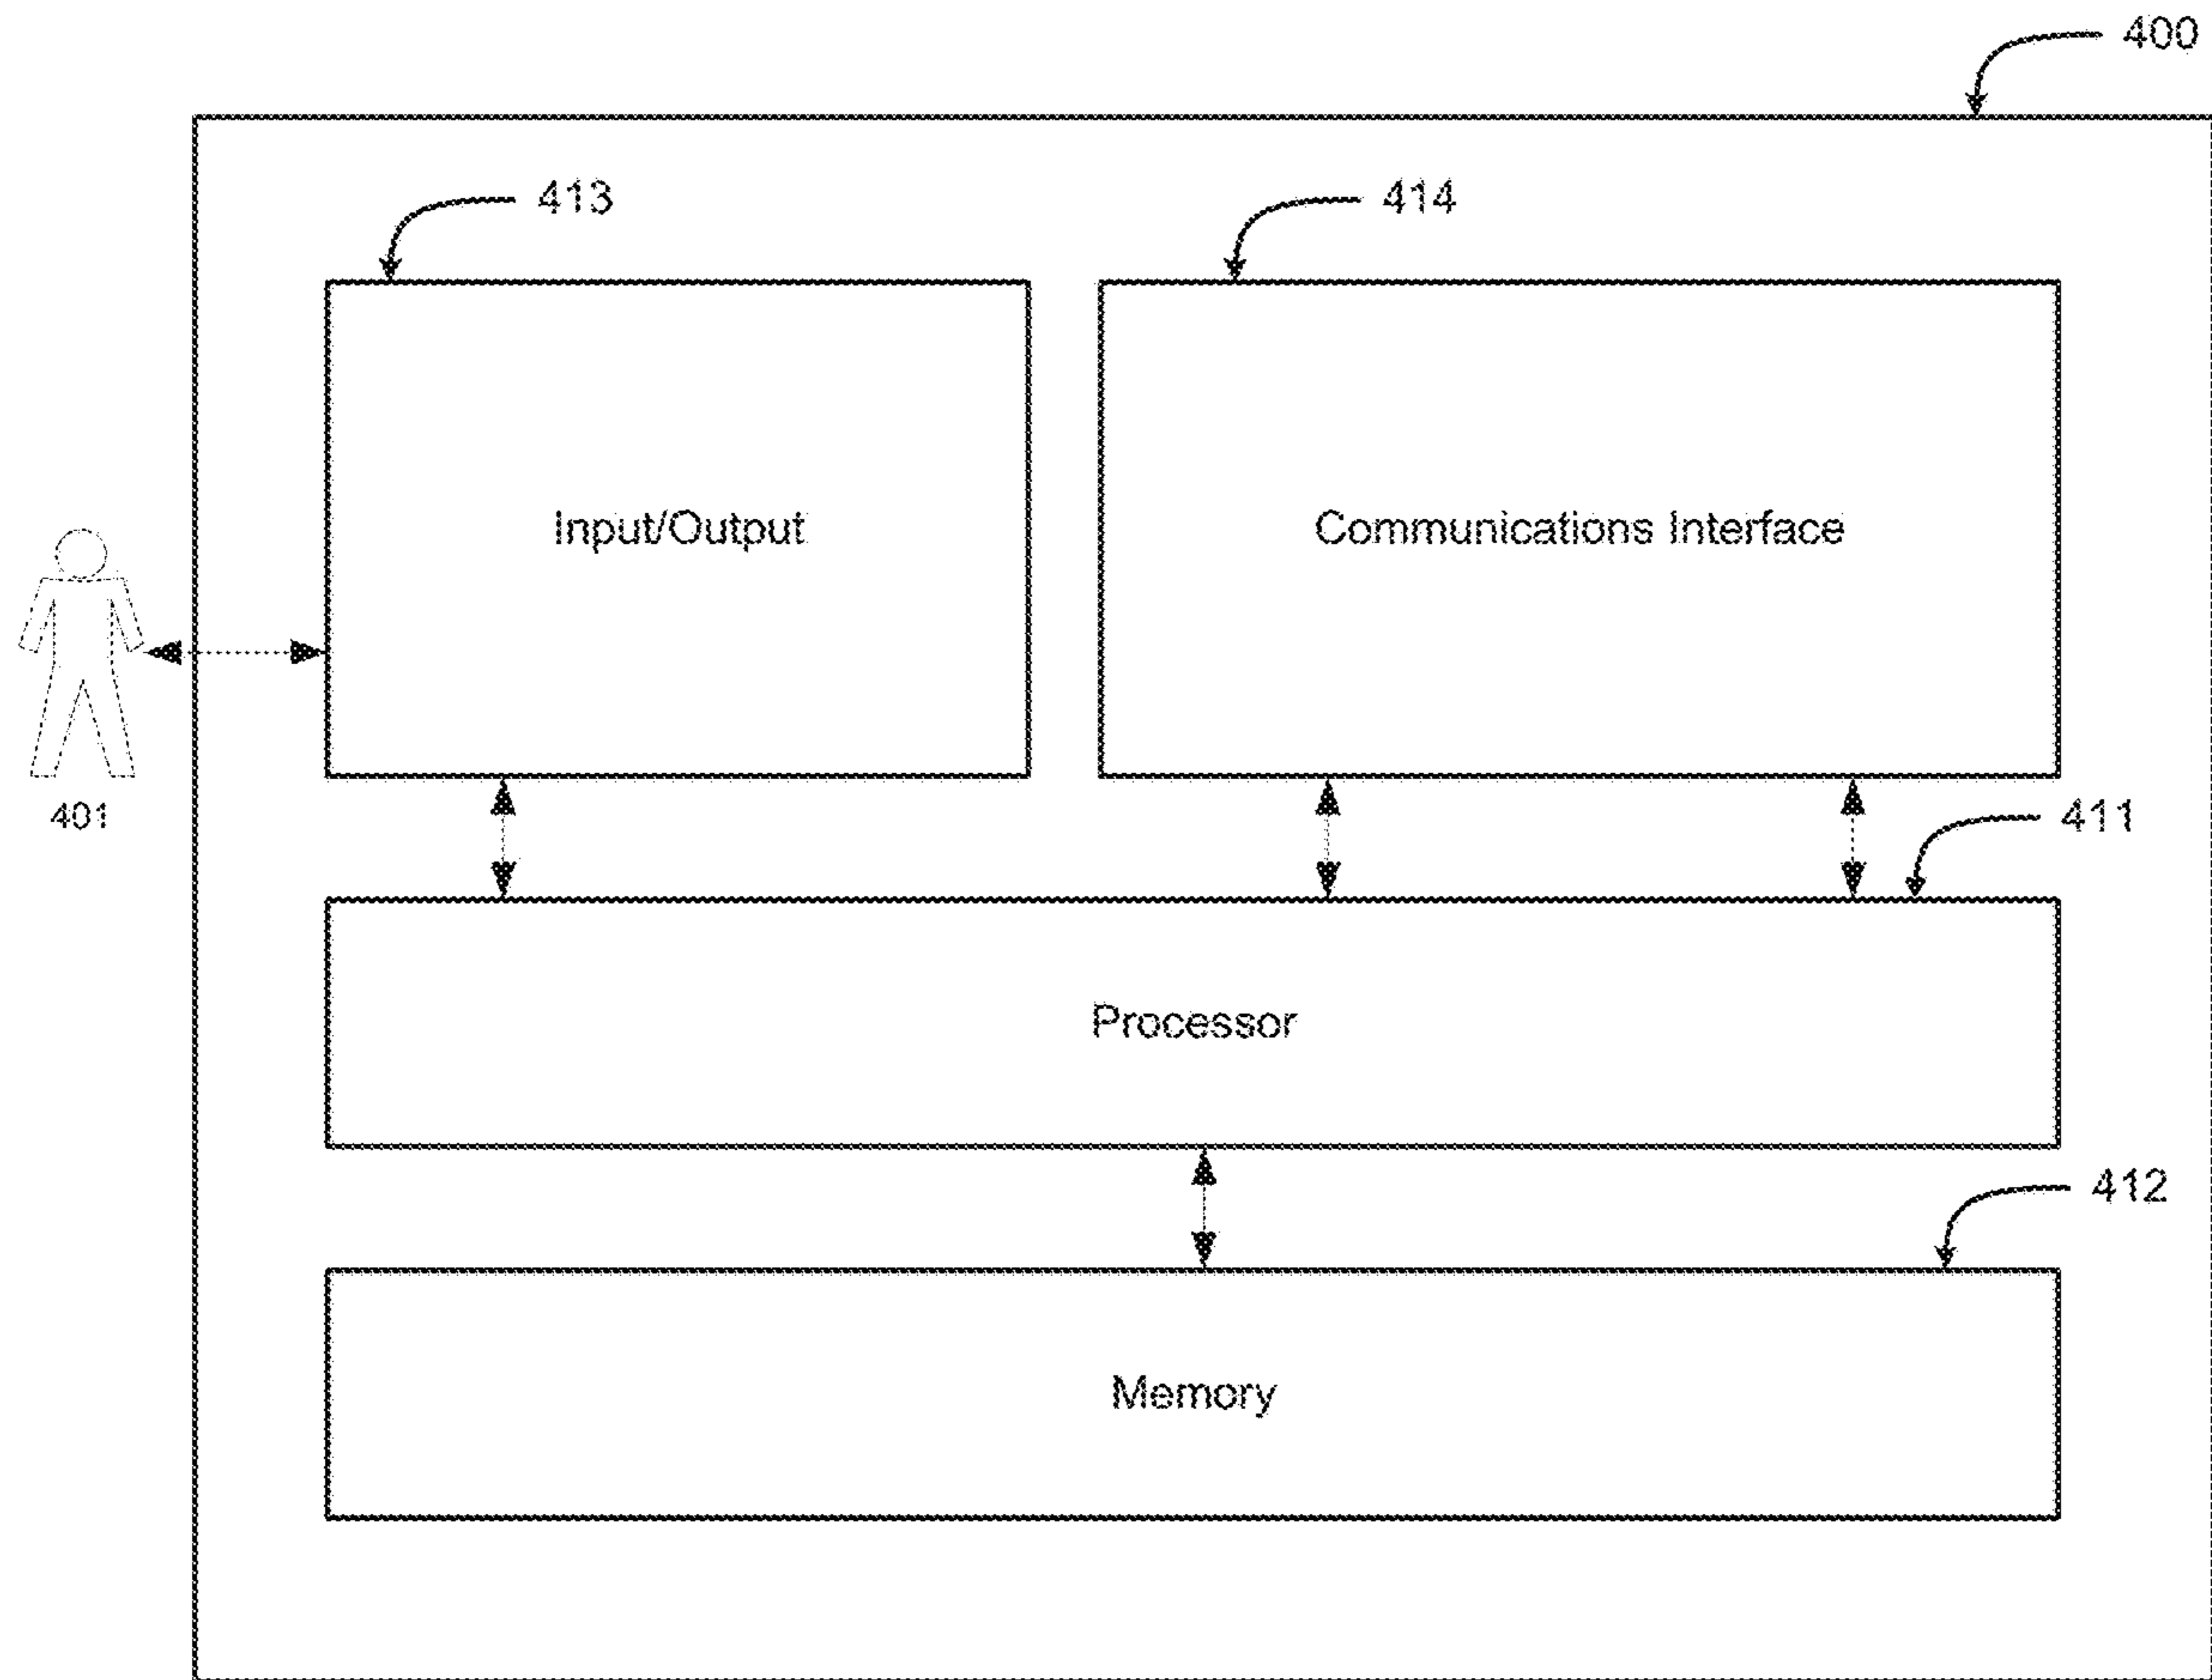 400
413
414
Input/Output
Communications Interface
401
411
Processor
412
Memory